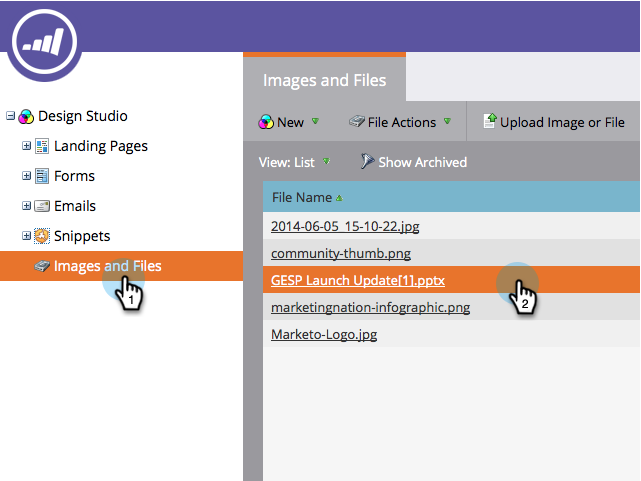 Images and Files
Design Studio
Landing Pages
Forms
Emails
Snippets
Images and Files
1
New
File Actions
Upload Image or File
View: List
Show Archived
File Name
2014-06-05_15-10-22.jpg
community-thumb.png
GESP Launch Update[1].pptx
2
marketingnation-infographic.png
Marketo-Logo.jpg